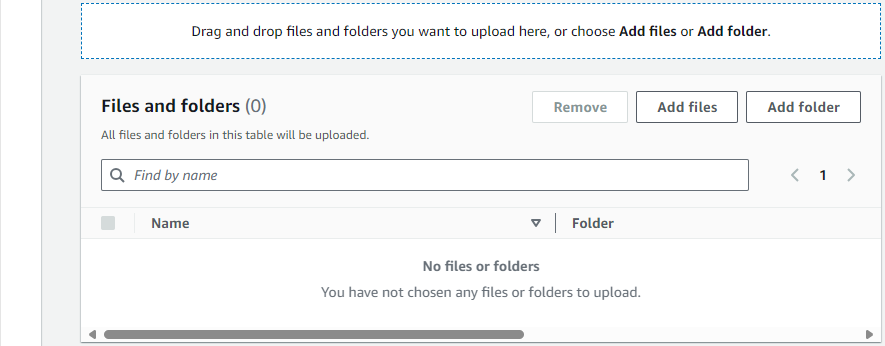 Drag and drop files and folders you want to upload here, or choose Add files or Add folder.
Files and folders (0)
Remove
Add files
Add folder
All files and folders in this table will be uploaded.
Find by name
1
Name
Folder
No files or folders
You have not chosen any files or folders to upload.